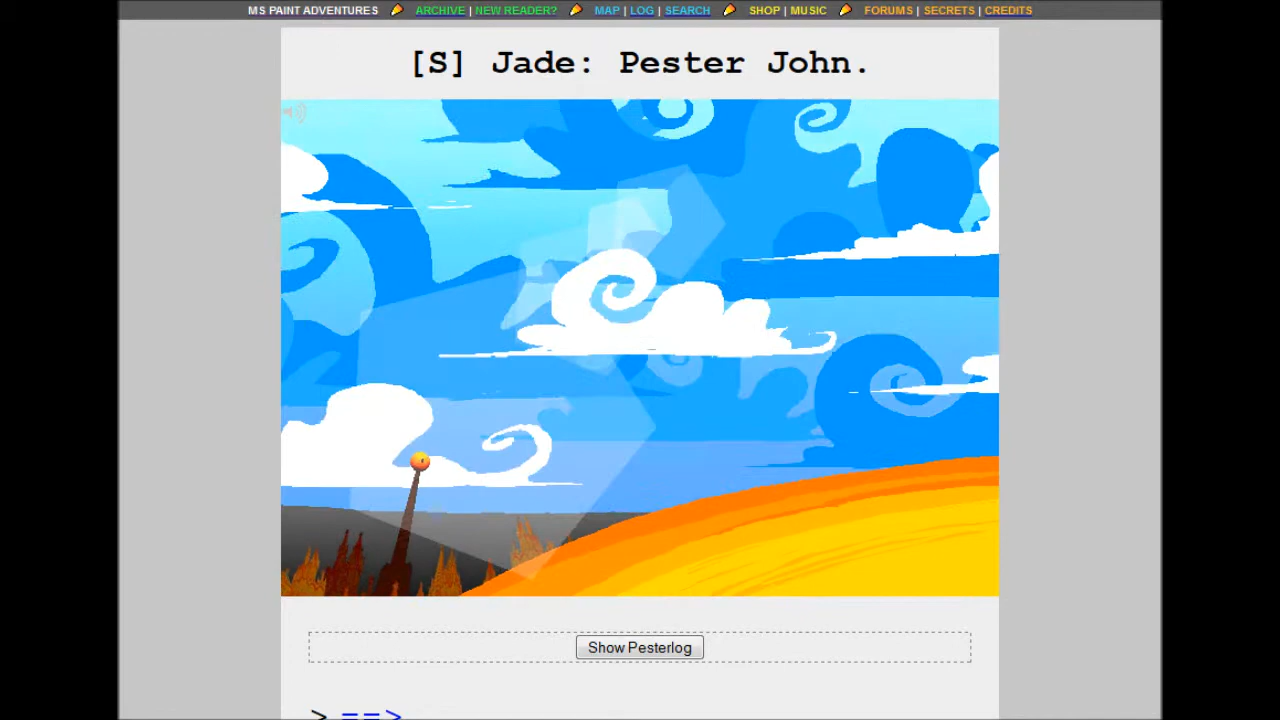 MS PAINT ADVENTURES ARCHIVE | NEW READER? MAP | LOG | SEARCH SHOP | MUSIC FORUMS | SECRETS | CREDITS
[S] Jade: Pester John.
Show Pesterlog
> ==>